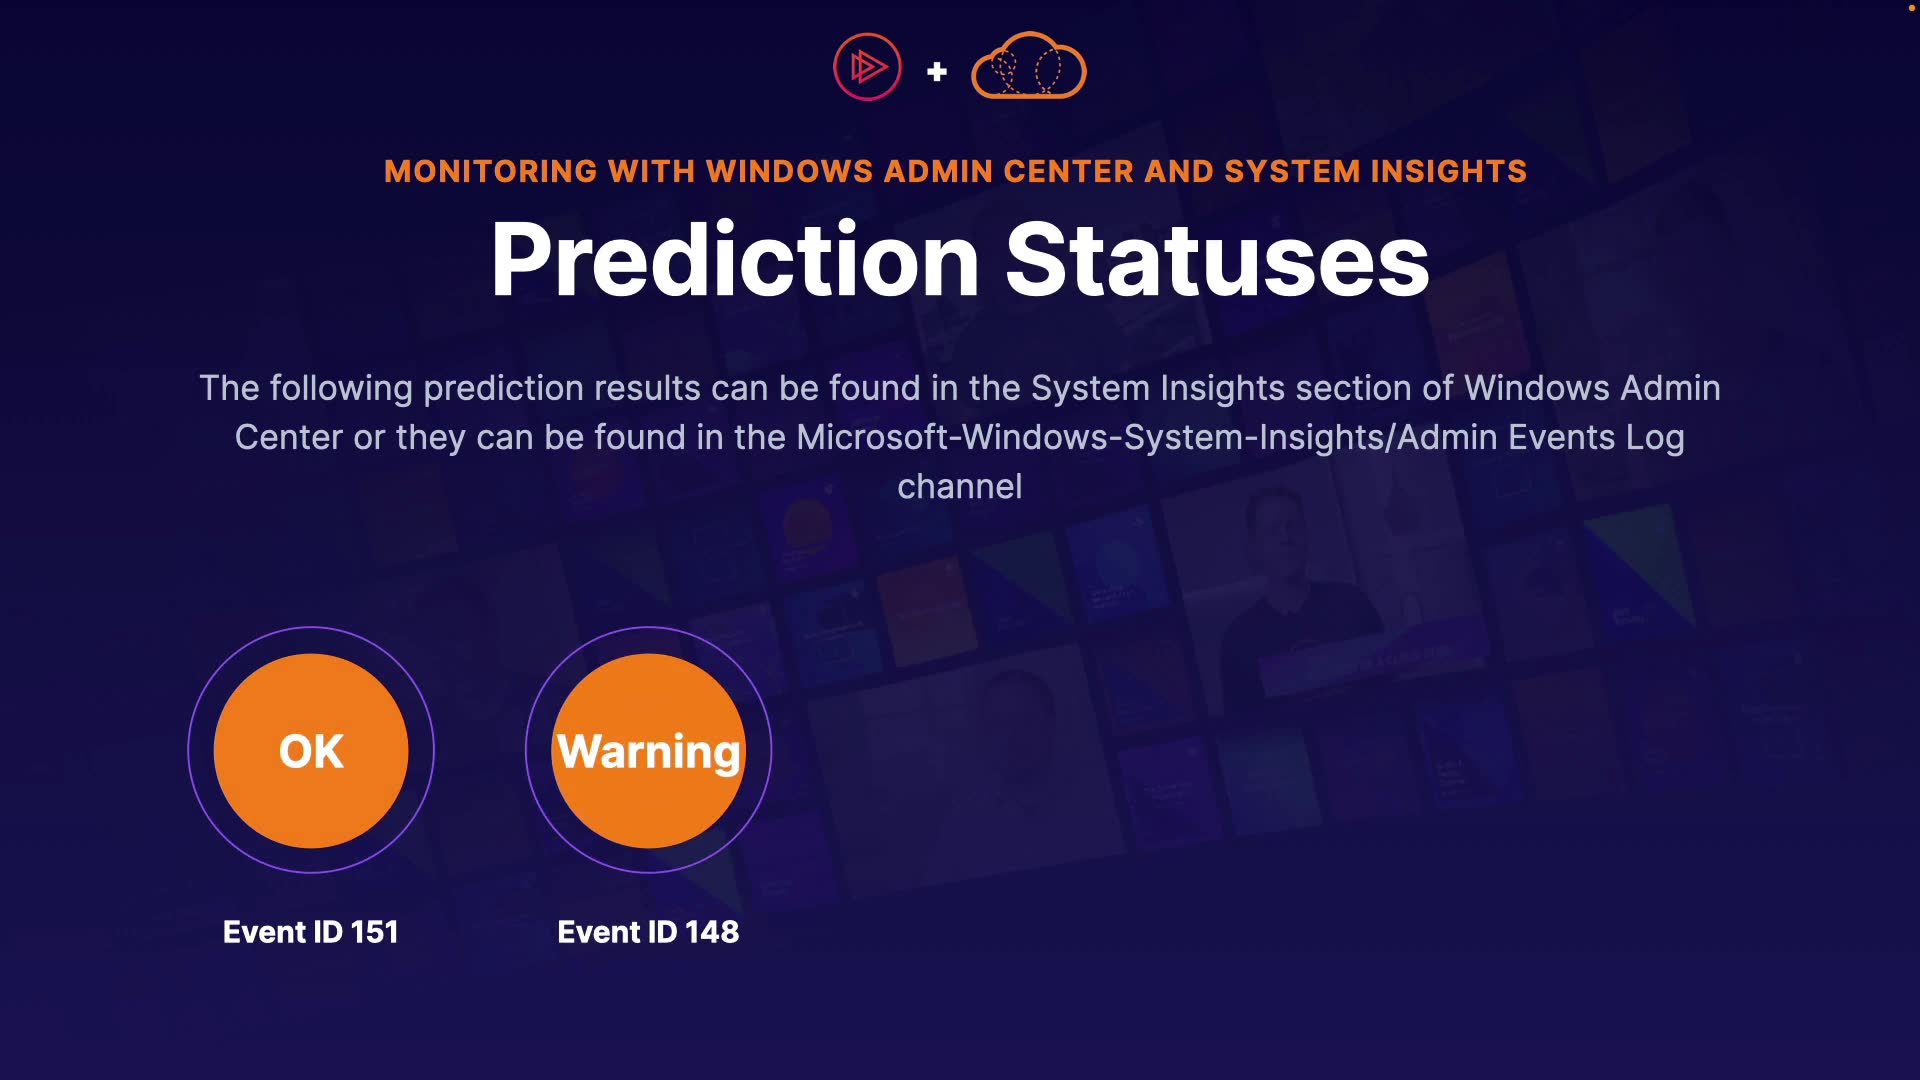 MONITORING WITH WINDOWS ADMIN CENTER AND SYSTEM INSIGHTS
Prediction Statuses
The following prediction results can be found in the System Insights section of Windows Admin
Center or they can be found in the Microsoft-Windows-System-Insights/Admin Events Log
channel
OK
Warning
Event ID 151
Event ID 148